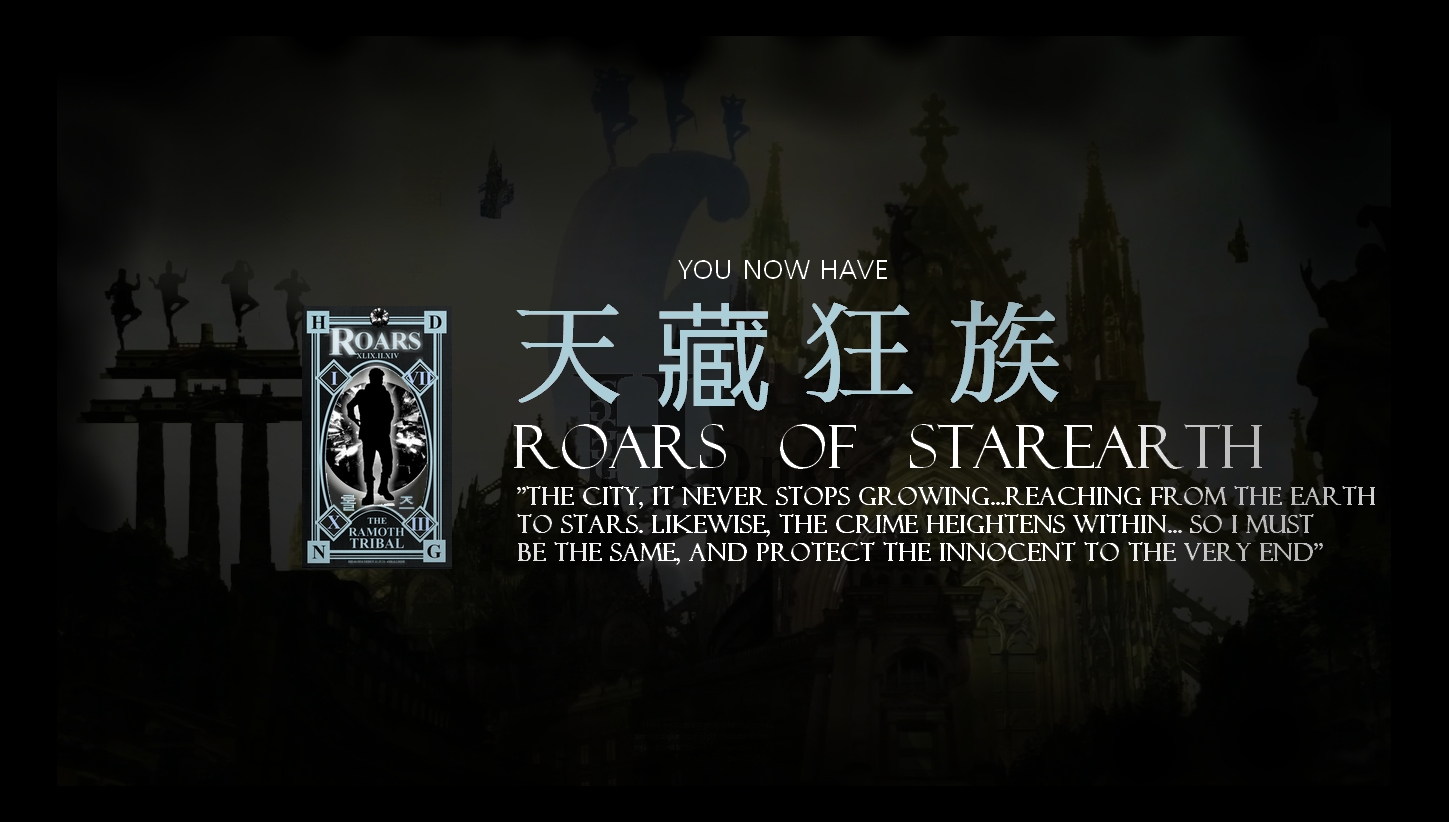 YOU NOW HAVE
天藏狂族
ROARS OF STAREARTH
"THE CITY, IT NEVER STOPS GROWING...REACHING FROM THE EARTH
TO STARS. LIKEWISE, THE CRIME HEIGHTENS WITHIN... SO I MUST
BE THE SAME, AND PROTECT THE INNOCENT TO THE VERY END"
H D
ROARS
XLIX.II.XIV
I VII
롤 즈
X III
THE
RAMOTH
TRIBAL
N G